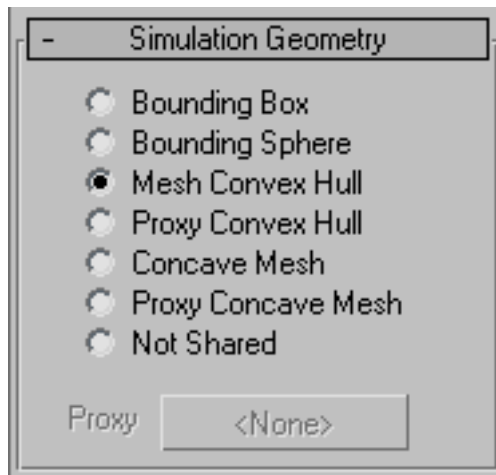 - Simulation Geometry
Bounding Box
Bounding Sphere
Mesh Convex Hull
Proxy Convex Hull
Concave Mesh
Proxy Concave Mesh
Not Shared
Proxy <None>